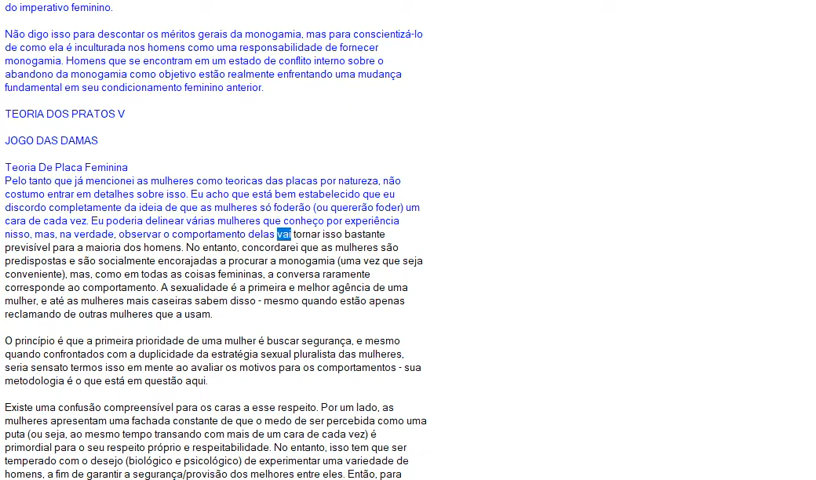 do imperativo feminino.
Não digo isso para descontar os méritos gerais da monogamia, mas para conscientizá-lo
de como ela é inculturada nos homens como uma responsabilidade de fornecer
monogamia. Homens que se encontram em um estado de conflito interno sobre o
abandono da monogamia como objetivo estão realmente enfrentando uma mudança
fundamental em seu condicionamento feminino anterior.
TEORIA DOS PRATOS V
JOGO DAS DAMAS
Teoria De Placa Feminina
Pelo tanto que já mencionei as mulheres como teoricas das placas por natureza, não
costumo entrar em detalhes sobre isso. Eu acho que está bem estabelecido que eu
discordo completamente da ideia de que as mulheres só foderão (ou quererão foder) um
cara de cada vez. Eu poderia delinear várias mulheres que conheço por experiência
nisso, mas, na verdade, observar o comportamento delas vai tornar isso bastante
previsível para a maioria dos homens. No entanto, concordarei que as mulheres são
predispostas e são socialmente encorajadas a procurar a monogamia (uma vez que seja
conveniente), mas, como em todas as coisas femininas, a conversa raramente
corresponde ao comportamento. A sexualidade é a primeira e melhor agência de uma
mulher, e até as mulheres mais caseiras sabem disso - mesmo quando estão apenas
reclamando de outras mulheres que a usam.
O princípio é que a primeira prioridade de uma mulher é buscar segurança, e mesmo
quando confrontados com a duplicidade da estratégia sexual pluralista das mulheres,
seria sensato termos isso em mente ao avaliar os motivos para os comportamentos - sua
metodologia é o que está em questão aqui.
Existe uma confusão compreensível para os caras a esse respeito. Por um lado, as
mulheres apresentam uma fachada constante de que o medo de ser percebida como uma
puta (ou seja, ao mesmo tempo transando com mais de um cara de cada vez) é
primordial para o seu respeito próprio e respeitabilidade. No entanto, isso tem que ser
temperado com o desejo (biológico e psicológico) de experimentar uma variedade de
homens, a fim de garantir a segurança/provisão dos melhores entre eles. Então, para